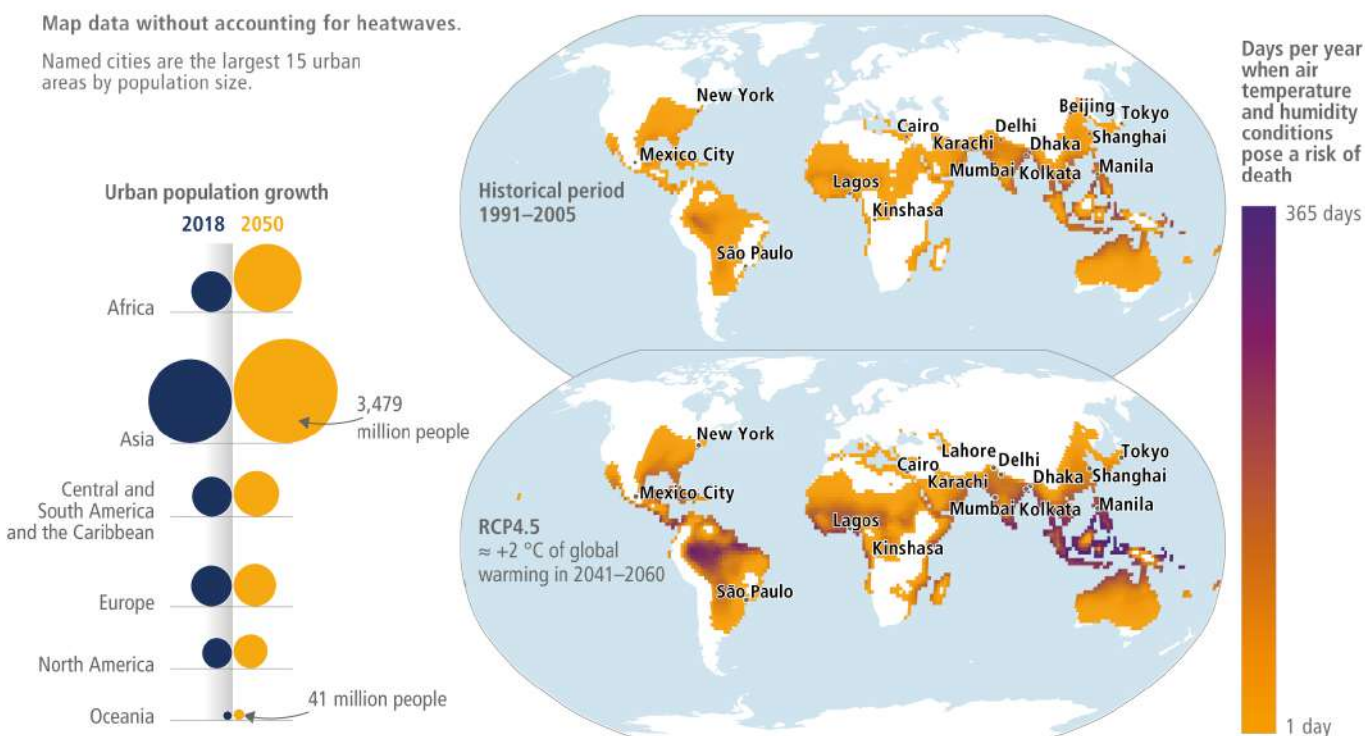 Map data without accounting for heatwaves.
Named cities are the largest 15 urban
areas by population size.
Urban population growth
2018 2050
Africa
Asia
3,479
million people
Central and
South America
and the Caribbean
Europe
North America
Oceania
41 million people
Historical period
1991–2005
New York
Mexico City
São Paulo
Lagos
Cairo
Kinshasa
Karachi
Mumbai
Delhi
Kolkata
Dhaka
Beijing
Tokyo
Shanghai
Manila
RCP4.5
≈ +2 °C of global
warming in 2041–2060
New York
Mexico City
São Paulo
Lagos
Cairo
Kinshasa
Lahore
Karachi
Mumbai
Delhi
Kolkata
Dhaka
Tokyo
Shanghai
Manila
Days per year
when air
temperature
and humidity
conditions
pose a risk of
death
365 days
1 day